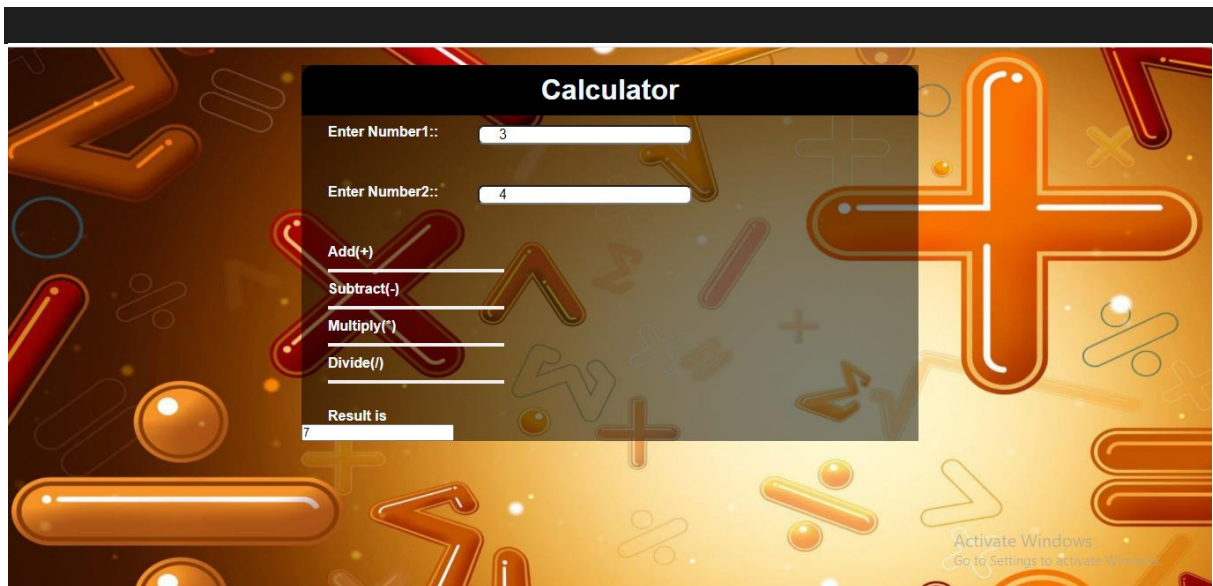 Calculator
Enter Number1:: 3
Enter Number2:: 4
Add(+)
Subtract(-)
Multiply(*)
Divide(/)
Result is
7
Activate Windows
Go to Settings to activate Windows.